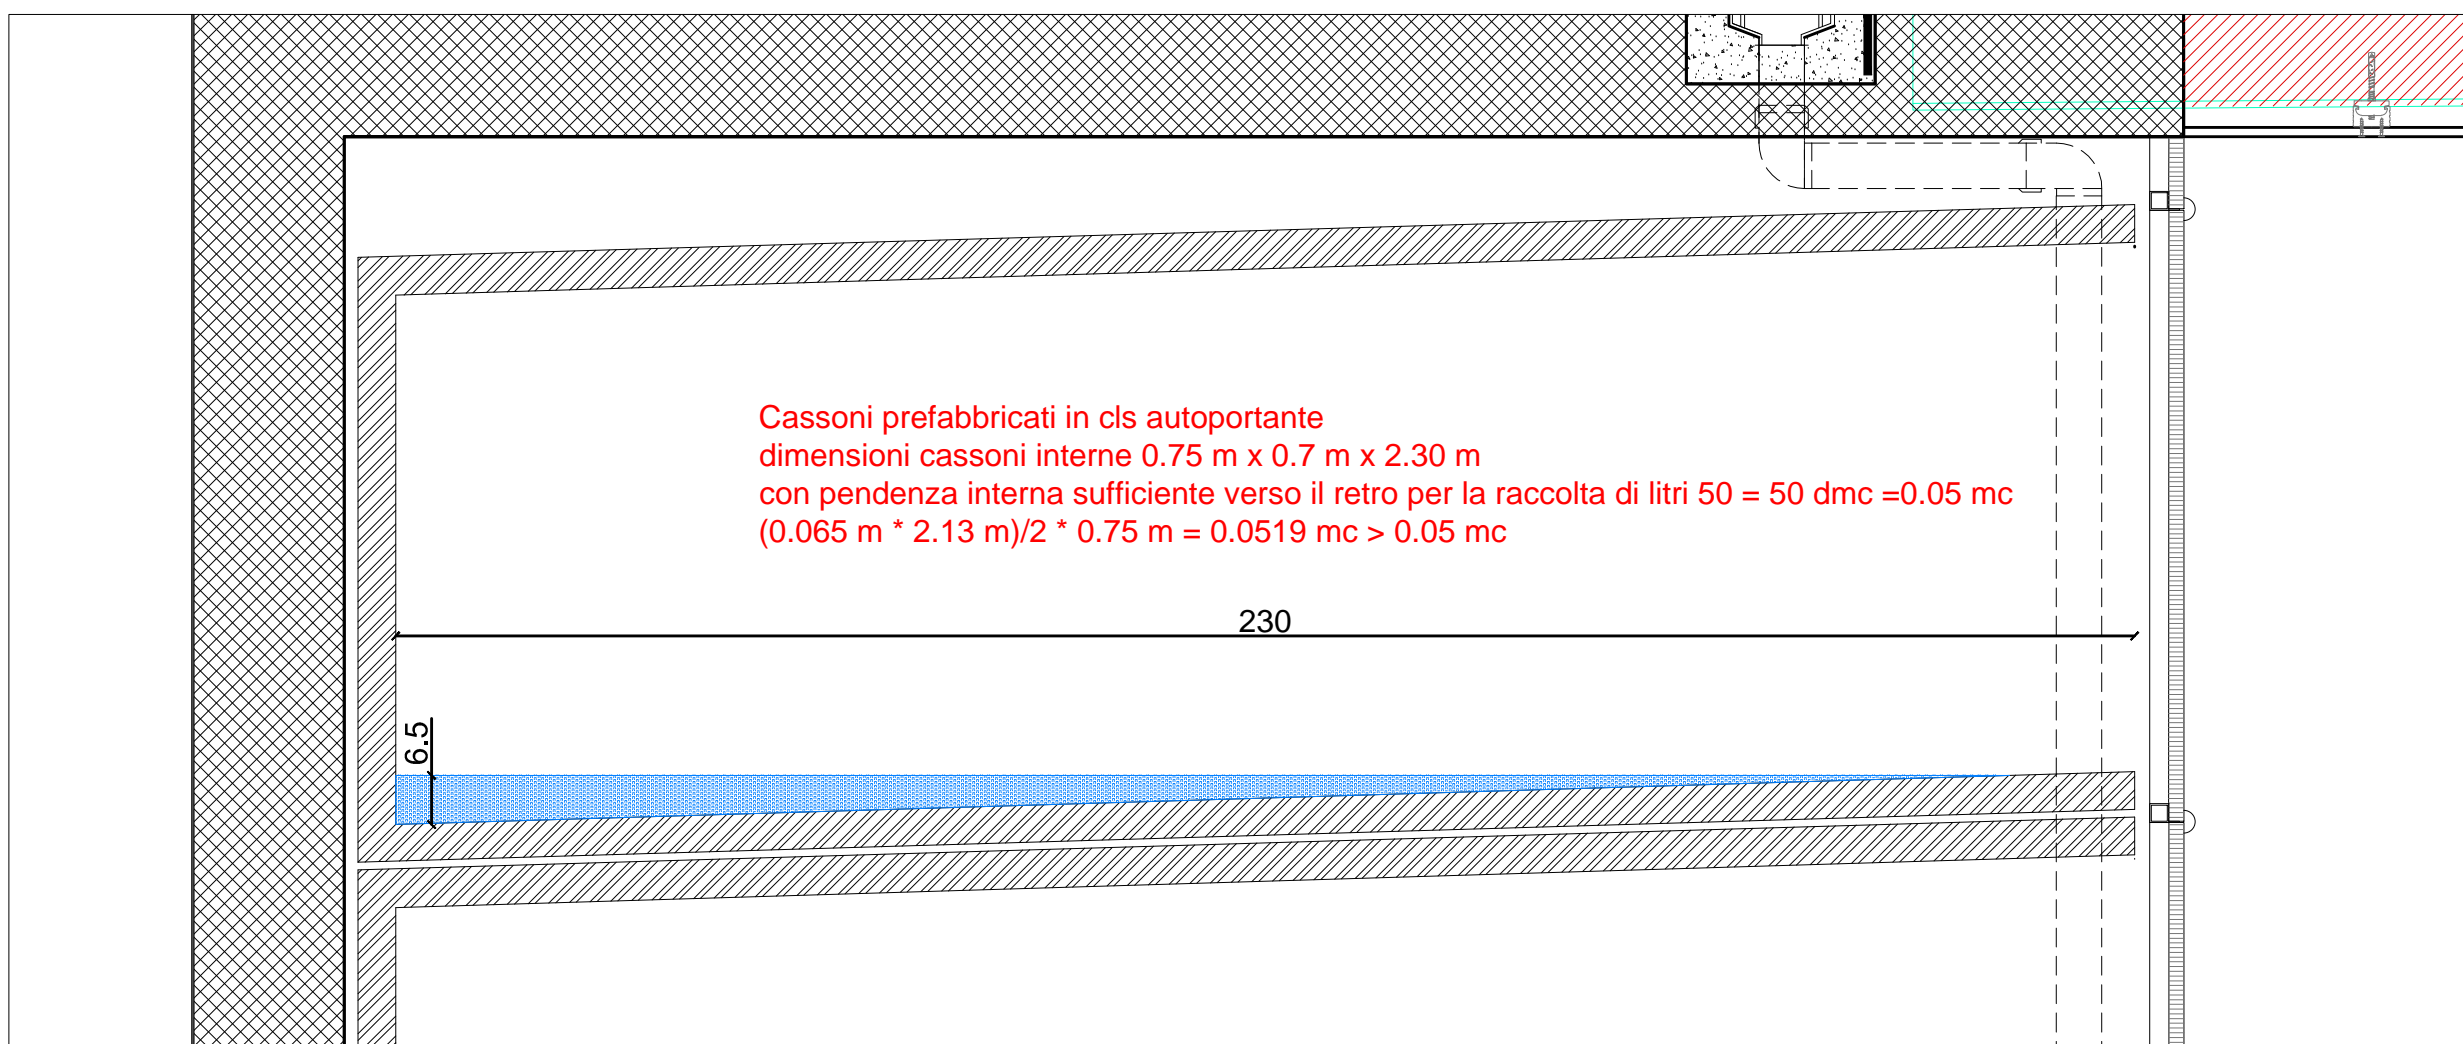 Cassoni prefabbricati in cls autoportante
dimensioni cassoni interne 0.75 m x 0.7 m x 2.30 m
con pendenza interna sufficiente verso il retro per la raccolta di litri 50 = 50 dmc =0.05 mc
(0.065 m * 2.13 m)/2 * 0.75 m = 0.0519 mc > 0.05 mc
230
6.5